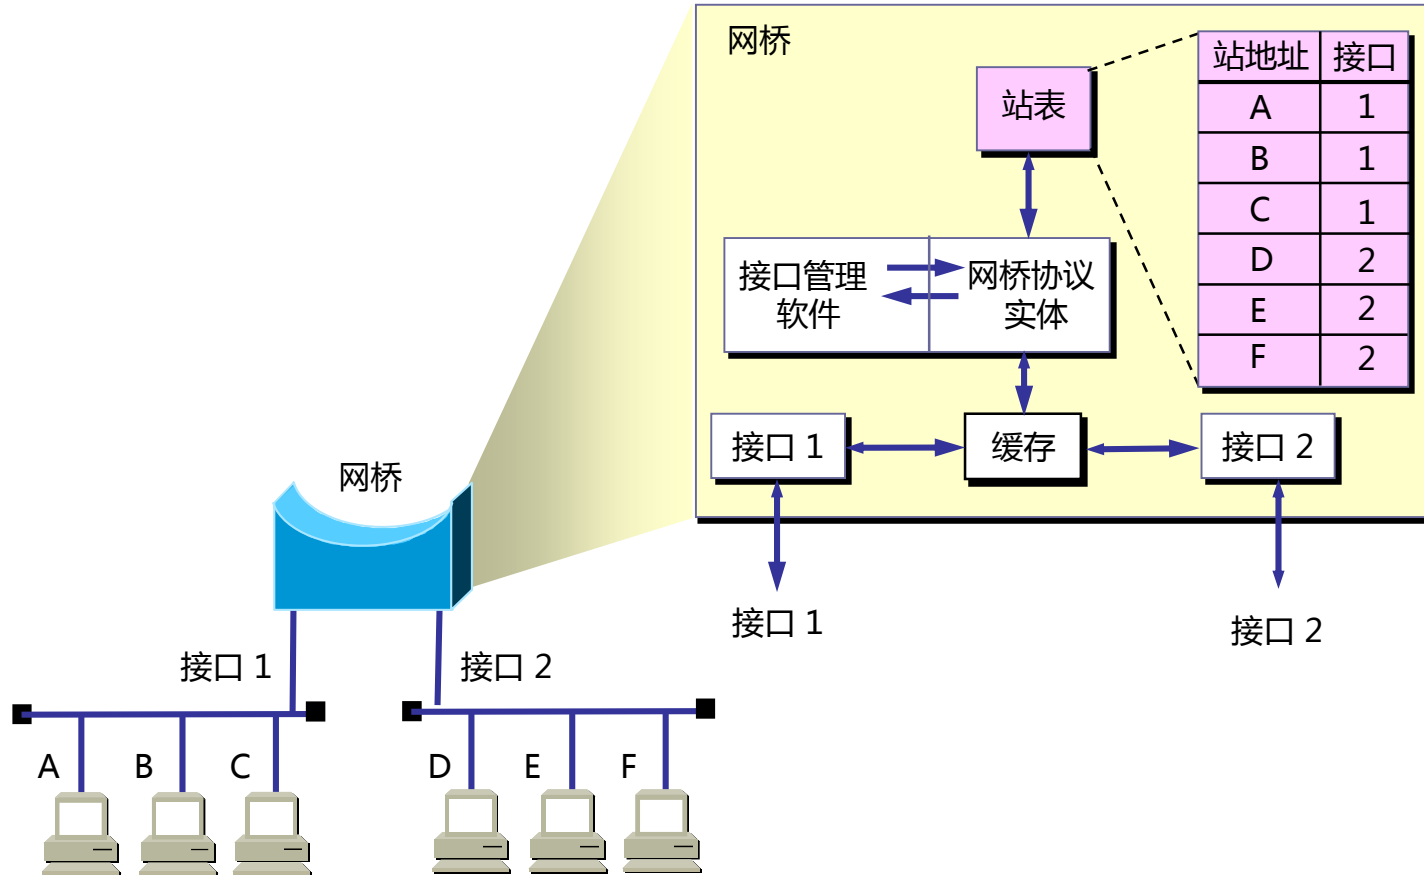 网桥
站表
站地址 接口
A 1
B 1
C 1
D 2
E 2
F 2
接口管理
软件
网桥协议
实体
接口 1
缓存
接口 2
接口 1
接口 2
网桥
接口 1
接口 2
A B C D E F